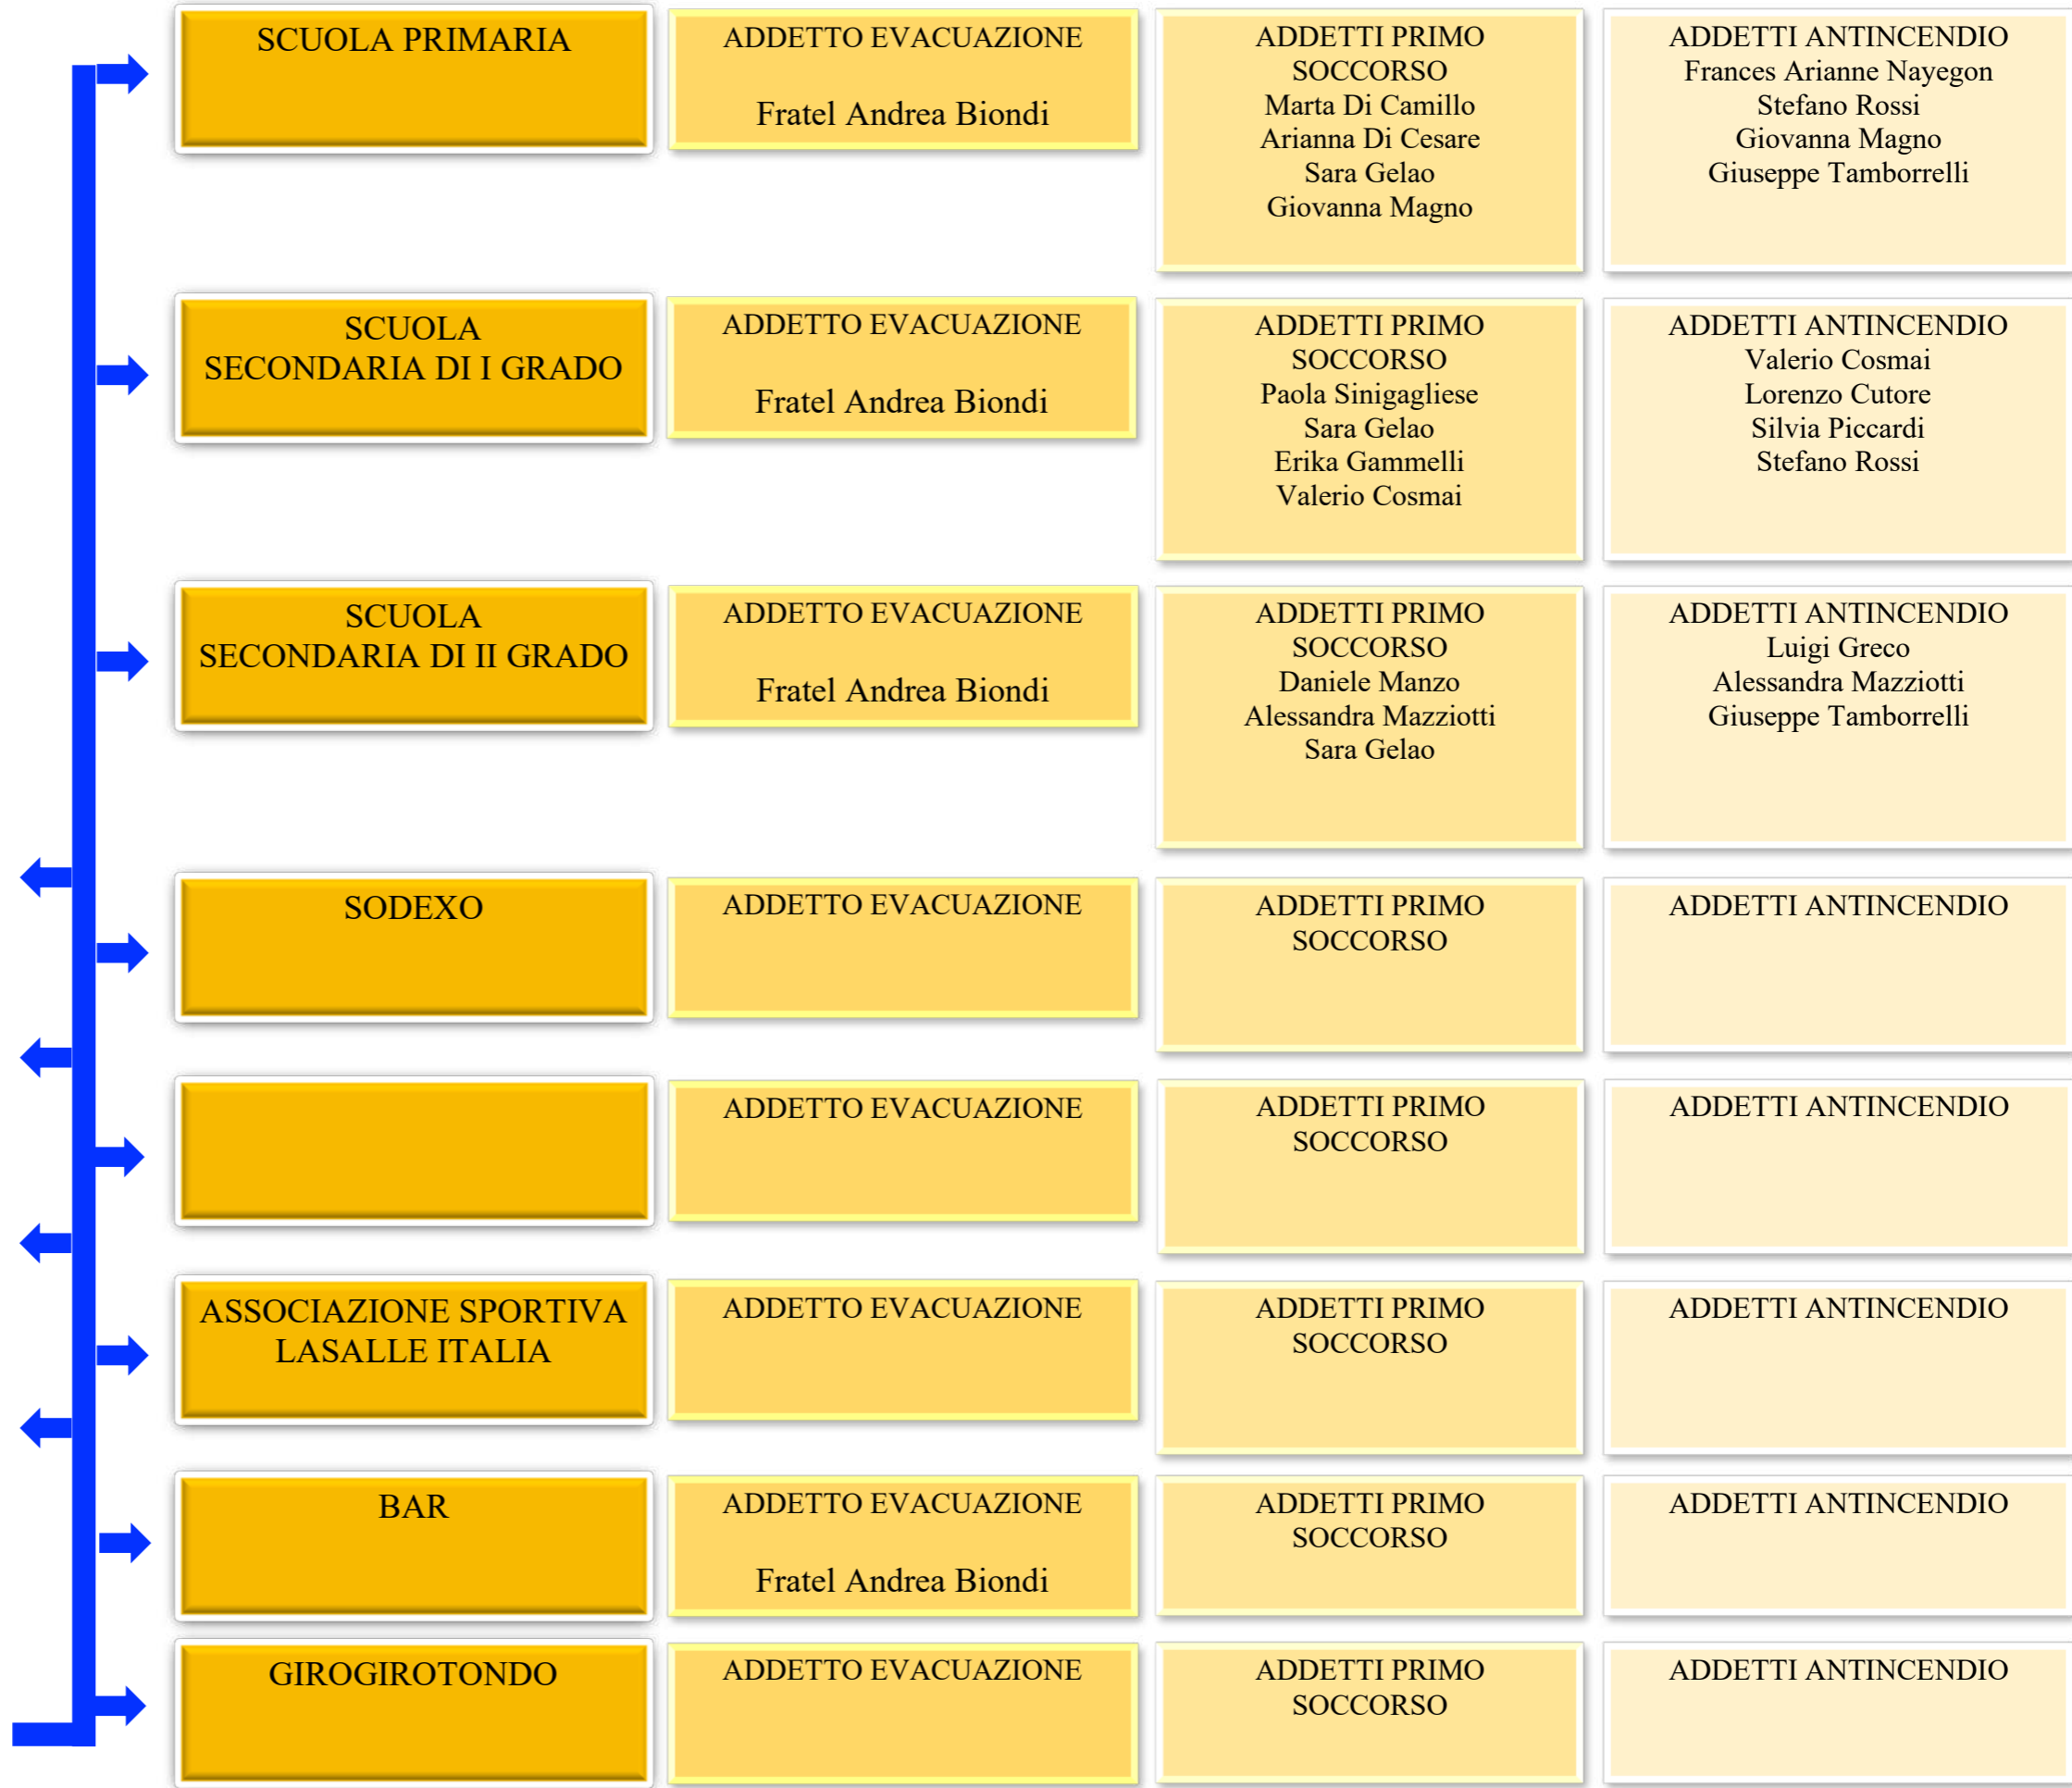 SCUOLA PRIMARIA
ADDETTO EVACUAZIONE
Fratel Andrea Biondi
ADDETTI PRIMO
SOCCORSO
Marta Di Camillo
Arianna Di Cesare
Sara Gelao
Giovanna Magno
ADDETTI ANTINCENDIO
Frances Arianne Nayegon
Stefano Rossi
Giovanna Magno
Giuseppe Tamborrelli
SCUOLA
SECONDARIA DI I GRADO
ADDETTO EVACUAZIONE
Fratel Andrea Biondi
ADDETTI PRIMO
SOCCORSO
Paola Sinigagliese
Sara Gelao
Erika Gammelli
Valerio Cosmai
ADDETTI ANTINCENDIO
Valerio Cosmai
Lorenzo Cutore
Silvia Piccardi
Stefano Rossi
SCUOLA
SECONDARIA DI II GRADO
ADDETTO EVACUAZIONE
Fratel Andrea Biondi
ADDETTI PRIMO
SOCCORSO
Daniele Manzo
Alessandra Mazziotti
Sara Gelao
ADDETTI ANTINCENDIO
Luigi Greco
Alessandra Mazziotti
Giuseppe Tamborrelli
SODEXO
ADDETTO EVACUAZIONE
ADDETTI PRIMO
SOCCORSO
ADDETTI ANTINCENDIO
ADDETTO EVACUAZIONE
ADDETTI PRIMO
SOCCORSO
ADDETTI ANTINCENDIO
ASSOCIAZIONE SPORTIVA
LASALLE ITALIA
ADDETTO EVACUAZIONE
ADDETTI PRIMO
SOCCORSO
ADDETTI ANTINCENDIO
BAR
ADDETTO EVACUAZIONE
Fratel Andrea Biondi
ADDETTI PRIMO
SOCCORSO
ADDETTI ANTINCENDIO
GIROGIROTONDO
ADDETTO EVACUAZIONE
ADDETTI PRIMO
SOCCORSO
ADDETTI ANTINCENDIO